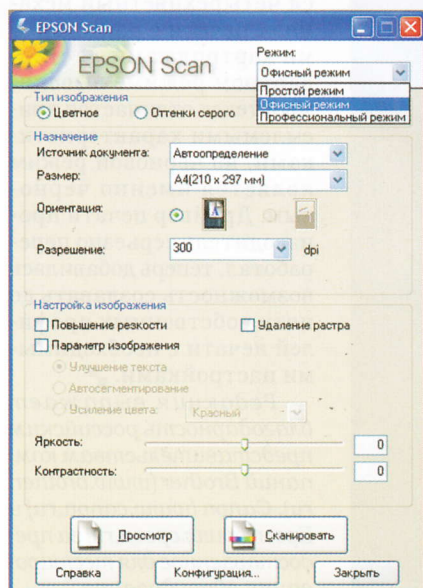 EPSON Scan
EPSON Scan
Режим:
Офисный режим
Простой режим
Офисный режим
Профессиональный режим
Тип изображения
Цветное Оттенки серого
Назначение
Источник документа: Автоопределение
Размер: A4(210 x 297 мм)
Ориентация:
Разрешение: 300 dpi
Настройка изображения
Повышение резкости Удаление растра
Параметр изображения
Улучшение текста
Автосегментирование
Усиление цвета: Красный
Яркость: 0
Контрастность: 0
Просмотр Сканировать
Справка Конфигурация... Закрыть